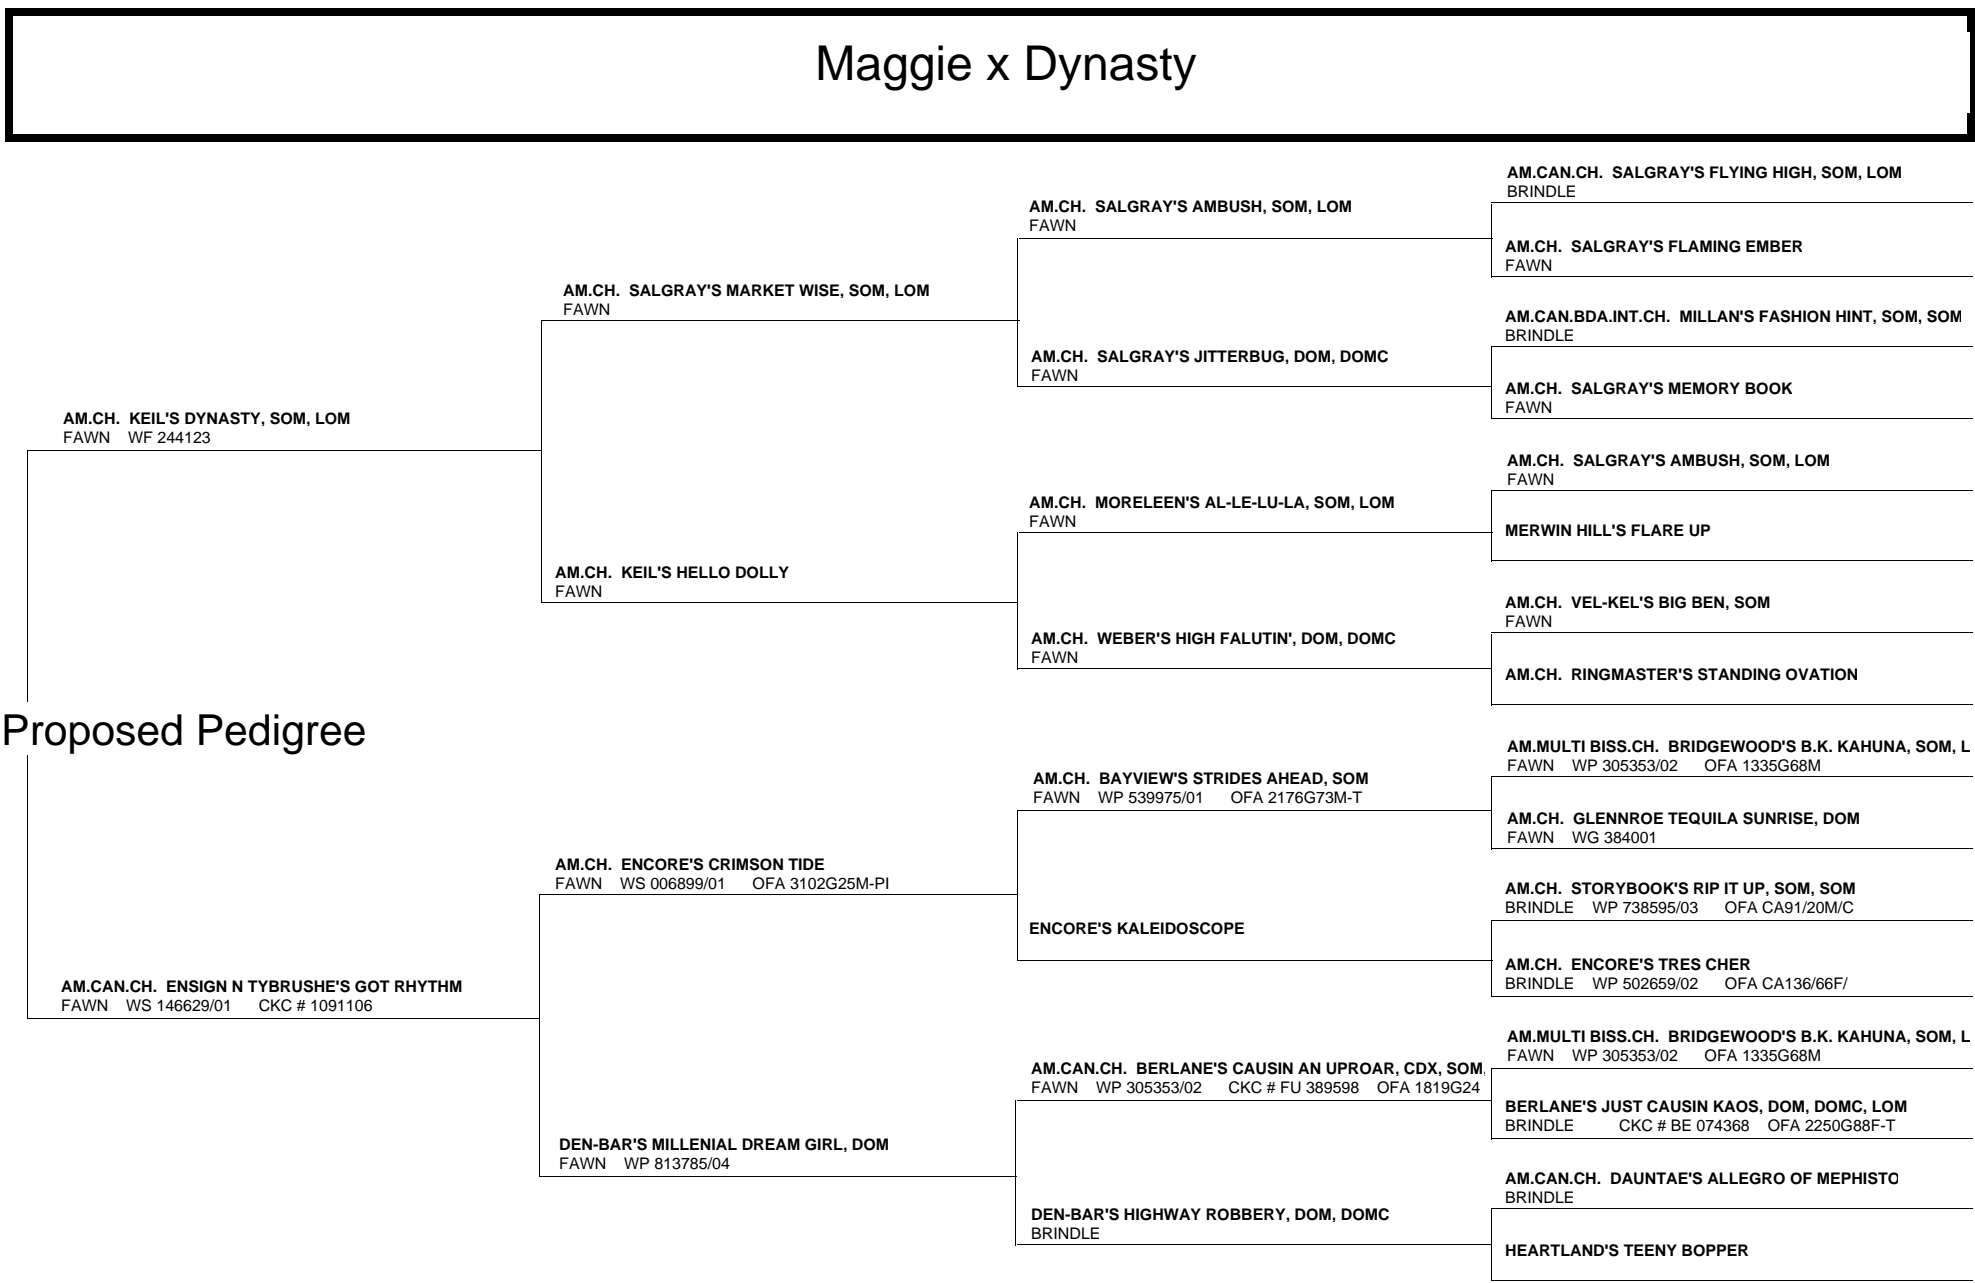 Maggie x Dynasty
AM.CAN.CH. SALGRAY'S FLYING HIGH, SOM, LOM
BRINDLE
AM.CH. SALGRAY'S AMBUSH, SOM, LOM
FAWN
AM.CH. SALGRAY'S FLAMING EMBER
FAWN
AM.CH. SALGRAY'S MARKET WISE, SOM, LOM
FAWN
AM.CAN.BDA.INT.CH. MILLAN'S FASHION HINT, SOM, SOM
BRINDLE
AM.CH. SALGRAY'S JITTERBUG, DOM, DOMC
FAWN
AM.CH. SALGRAY'S MEMORY BOOK
FAWN
AM.CH. KEIL'S DYNASTY, SOM, LOM
FAWN WF 244123
AM.CH. SALGRAY'S AMBUSH, SOM, LOM
FAWN
AM.CH. MORELEEN'S AL-LE-LU-LA, SOM, LOM
FAWN
MERWIN HILL'S FLARE UP
AM.CH. KEIL'S HELLO DOLLY
FAWN
AM.CH. VEL-KEL'S BIG BEN, SOM
FAWN
AM.CH. WEBER'S HIGH FALUTIN', DOM, DOMC
FAWN
AM.CH. RINGMASTER'S STANDING OVATION
Proposed Pedigree
AM.MULTI BISS.CH. BRIDGEWOOD'S B.K. KAHUNA, SOM, L
FAWN WP 305353/02 OFA 1335G68M
AM.CH. BAYVIEW'S STRIDES AHEAD, SOM
FAWN WP 539975/01 OFA 2176G73M-T
AM.CH. GLENNROE TEQUILA SUNRISE, DOM
FAWN WG 384001
AM.CH. ENCORE'S CRIMSON TIDE
FAWN WS 006899/01 OFA 3102G25M-PI
AM.CH. STORYBOOK'S RIP IT UP, SOM, SOM
BRINDLE WP 738595/03 OFA CA91/20M/C
ENCORE'S KALEIDOSCOPE
AM.CH. ENCORE'S TRES CHER
BRINDLE WP 502659/02 OFA CA136/66F/
AM.CAN.CH. ENSIGN N TYBRUSHE'S GOT RHYTHM
FAWN WS 146629/01 CKC # 1091106
AM.MULTI BISS.CH. BRIDGEWOOD'S B.K. KAHUNA, SOM, L
FAWN WP 305353/02 OFA 1335G68M
AM.CAN.CH. BERLANE'S CAUSIN AN UPROAR, CDX, SOM,
FAWN WP 305353/02 CKC # FU 389598 OFA 1819G24
BERLANE'S JUST CAUSIN KAOS, DOM, DOMC, LOM
BRINDLE CKC # BE 074368 OFA 2250G88F-T
DEN-BAR'S MILLENIAL DREAM GIRL, DOM
FAWN WP 813785/04
AM.CAN.CH. DAUNTAE'S ALLEGRO OF MEPHISTO
BRINDLE
DEN-BAR'S HIGHWAY ROBBERY, DOM, DOMC
BRINDLE
HEARTLAND'S TEENY BOPPER